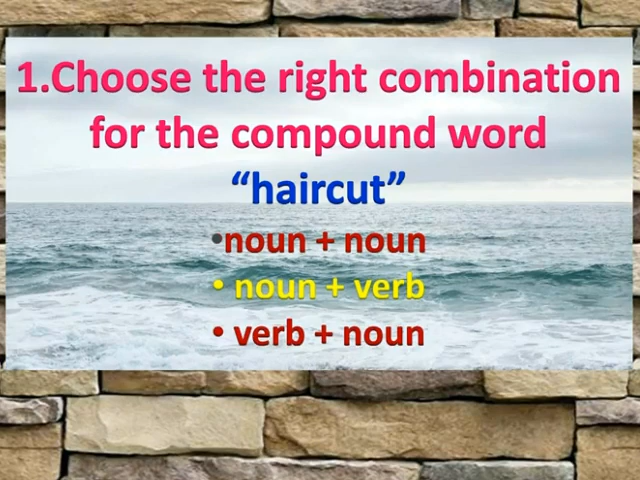 1.Choose the right combination
for the compound word
“haircut”
•noun + noun
• noun + verb
• verb + noun